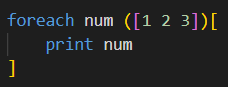 foreach num ([1 2 3])[
    print num
]